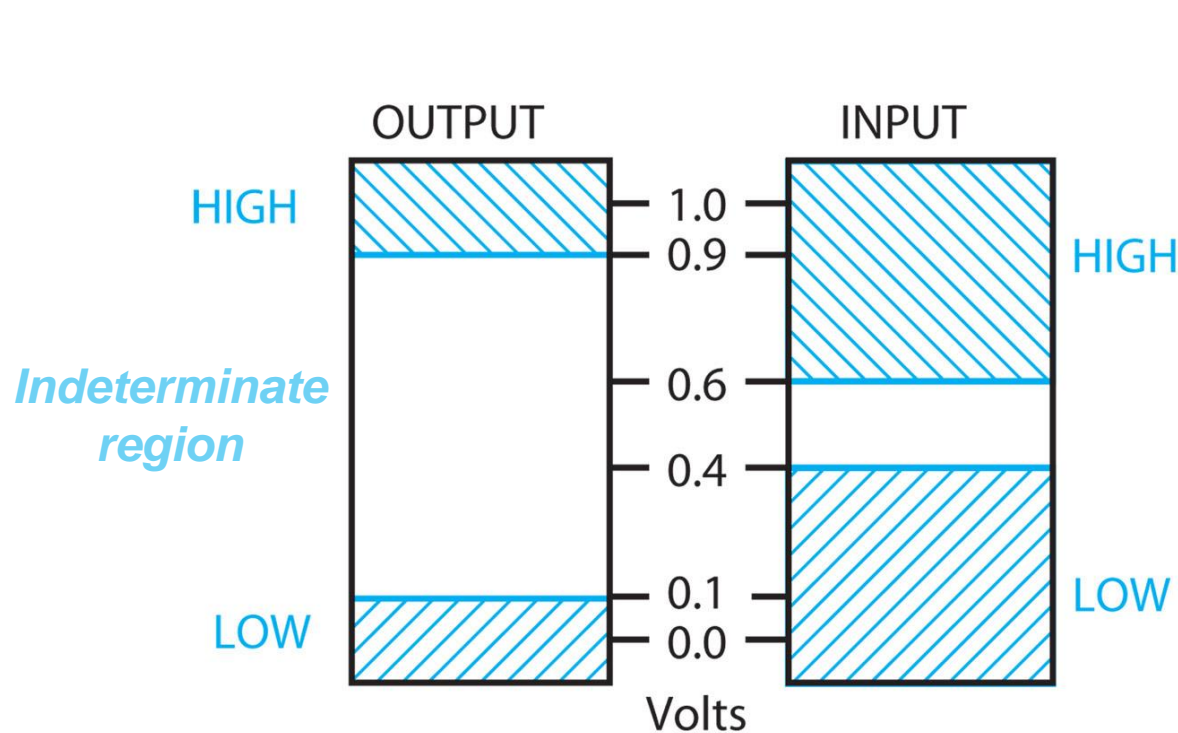 OUTPUT
INPUT
HIGH
1.0
0.9
HIGH
0.6
Indeterminate
region
0.4
0.1
LOW
LOW
0.0
Volts